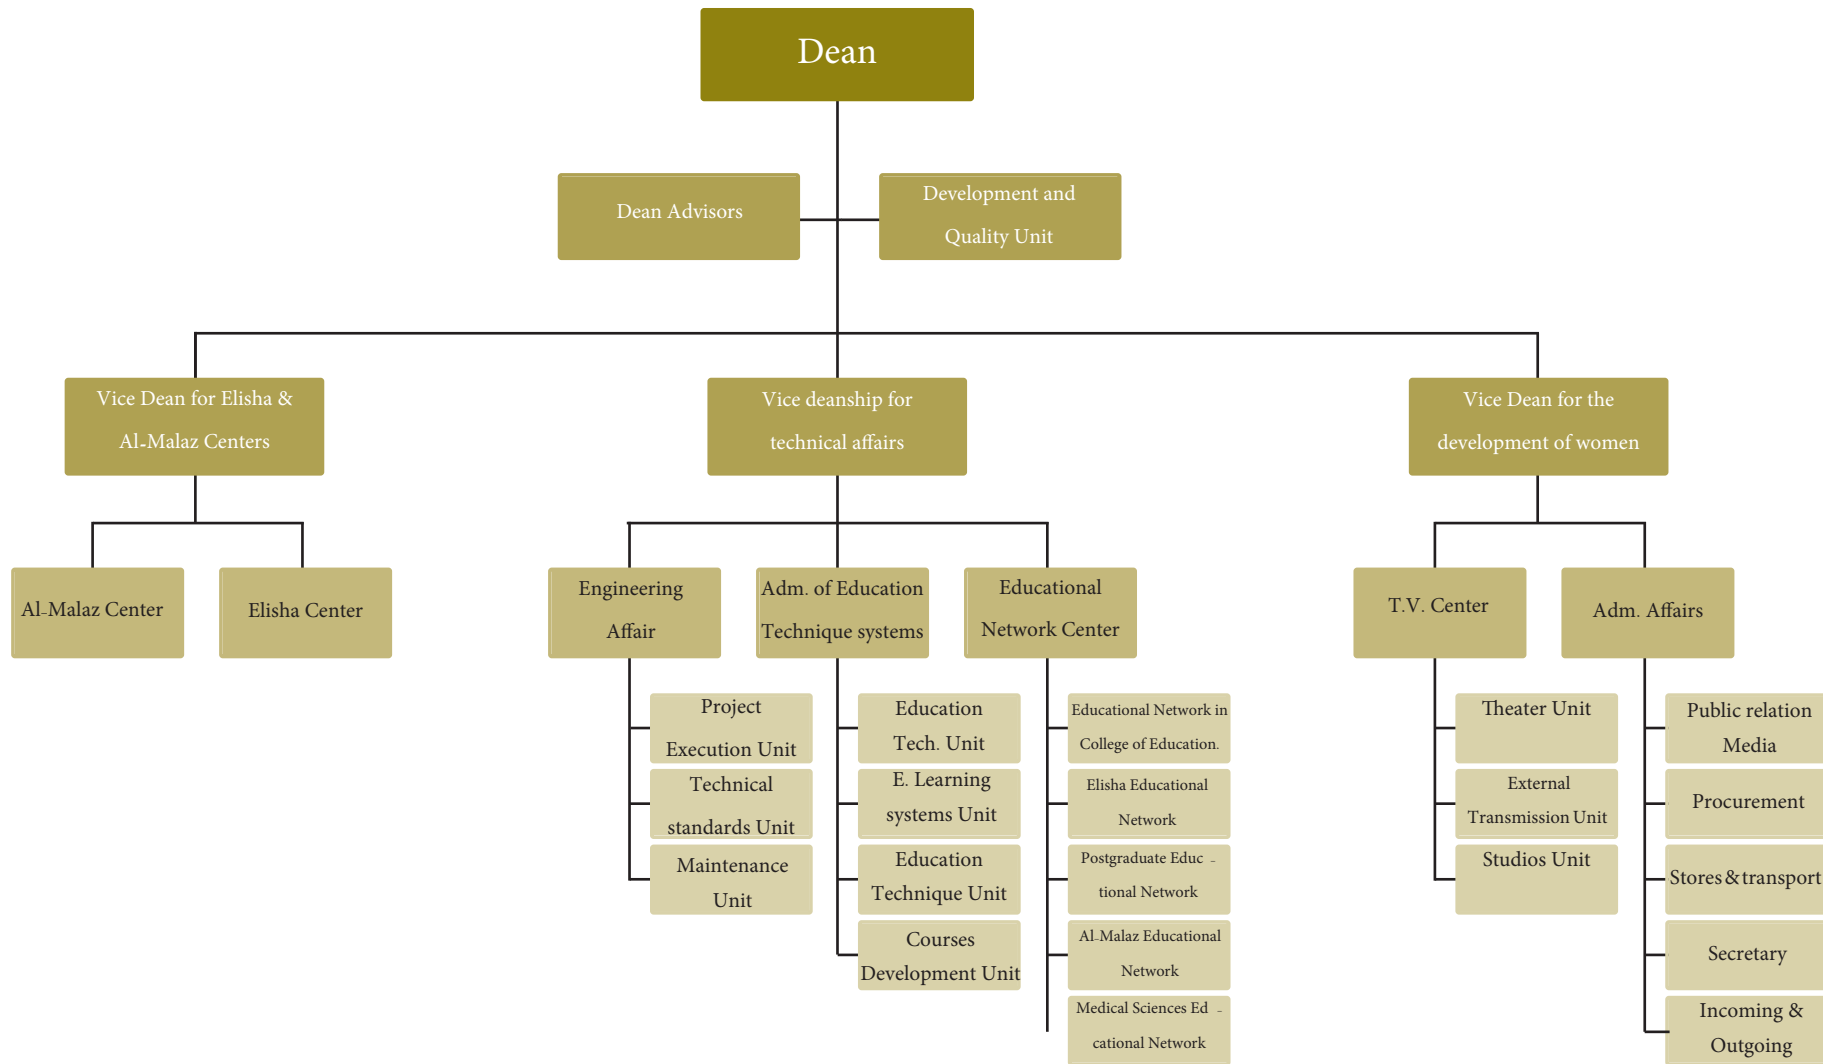 Dean
Dean Advisors
Development and
Quality Unit
Vice Dean for Elisha &
Al-Malaz Centers
Vice deanship for
technical affairs
Vice Dean for the
development of women
Al-Malaz Center
Elisha Center
Engineering
Affair
Adm. of Education
Technique systems
Educational
Network Center
T.V. Center
Adm. Affairs
Project
Execution Unit
Technical
standards Unit
Maintenance
Unit
Education
Tech. Unit
E. Learning
systems Unit
Education
Technique Unit
Courses
Development Unit
Educational Network in
College of Education.
Elisha Educational
Network
Postgraduate Educ -
tional Network
Al-Malaz Educational
Network
Medical Sciences Ed -
cational Network
Theater Unit
External
Transmission Unit
Studios Unit
Public relation
Media
Procurement
Stores & transport
Secretary
Incoming &
Outgoing